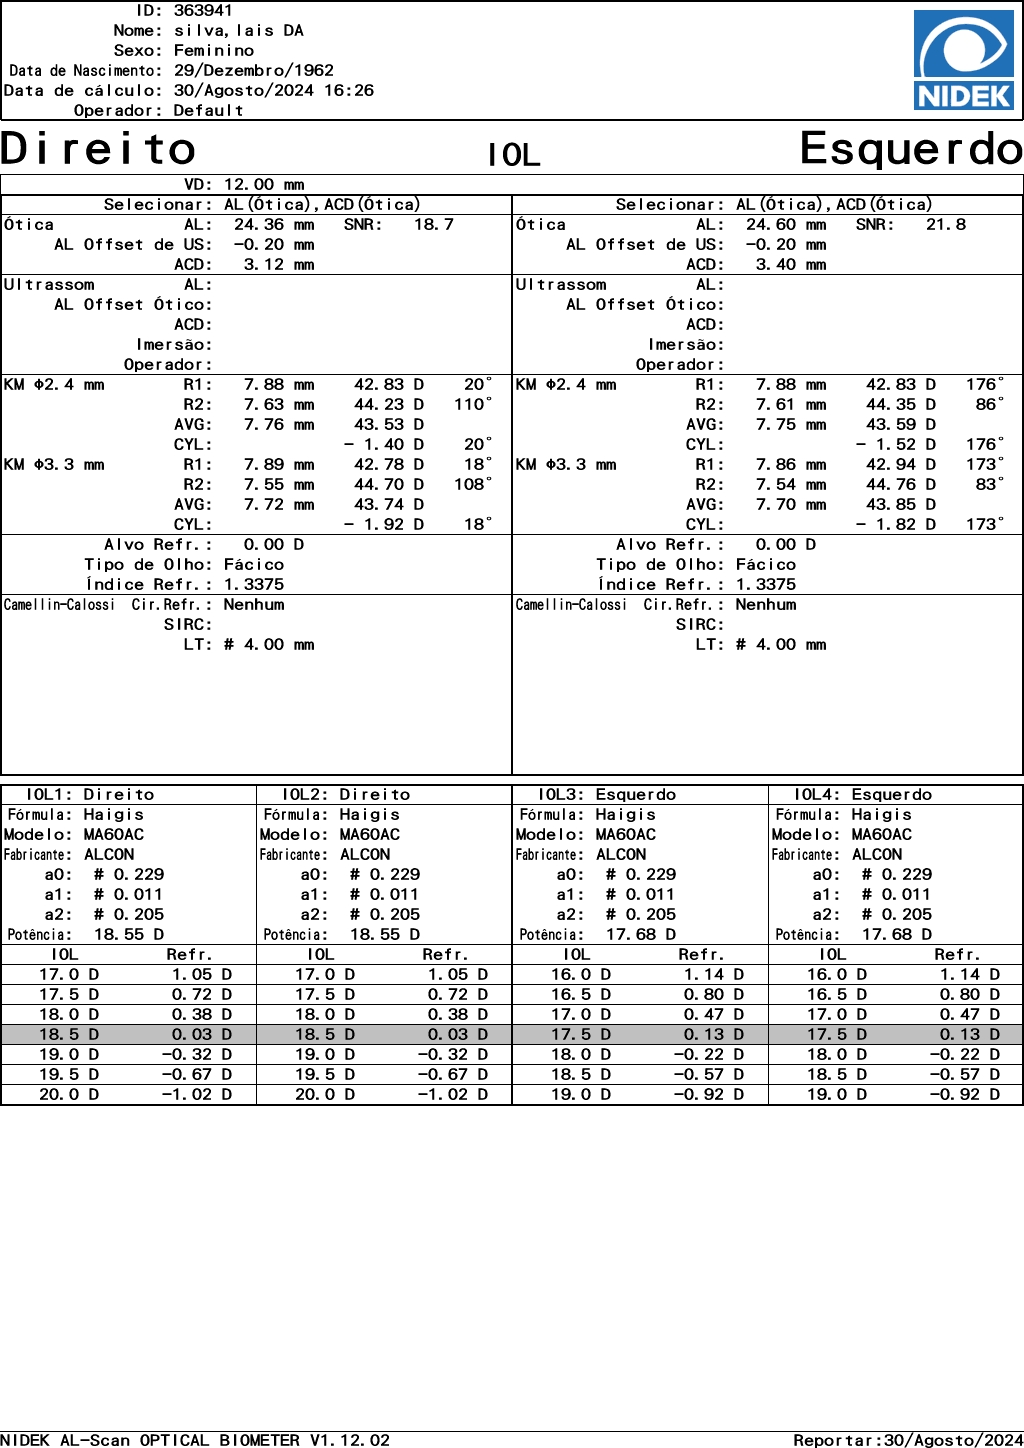 ID: 363941
Nome: silva,lais DA
Sexo: Feminino
Data de Nascimento: 29/Dezembro/1962
Data de cálculo: 30/Agosto/2024 16:26
Operador: Default
NIDEK
Direito IOL Esquerdo
VD: 12.00 mm
Selecionar: AL(Ótica),ACD(Ótica) Selecionar: AL(Ótica),ACD(Ótica)
Ótica AL: 24.36 mm SNR: 18.7 Ótica AL: 24.60 mm SNR: 21.8
AL Offset de US: -0.20 mm AL Offset de US: -0.20 mm
ACD: 3.12 mm ACD: 3.40 mm
Ultrassom AL: Ultrassom AL:
AL Offset Ótico: AL Offset Ótico:
ACD: ACD:
Imersão: Imersão:
Operador: Operador:
KM Φ2.4 mm R1: 7.88 mm 42.83 D 20° KM Φ2.4 mm R1: 7.88 mm 42.83 D 176°
R2: 7.63 mm 44.23 D 110° R2: 7.61 mm 44.35 D 86°
AVG: 7.76 mm 43.53 D AVG: 7.75 mm 43.59 D
CYL: - 1.40 D 20° CYL: - 1.52 D 176°
KM Φ3.3 mm R1: 7.89 mm 42.78 D 18° KM Φ3.3 mm R1: 7.86 mm 42.94 D 173°
R2: 7.55 mm 44.70 D 108° R2: 7.54 mm 44.76 D 83°
AVG: 7.72 mm 43.74 D AVG: 7.70 mm 43.85 D
CYL: - 1.92 D 18° CYL: - 1.82 D 173°
Alvo Refr.: 0.00 D Alvo Refr.: 0.00 D
Tipo de Olho: Fácico Tipo de Olho: Fácico
Índice Refr.: 1.3375 Índice Refr.: 1.3375
Camellin-Calossi Cir.Refr.: Nenhum Camellin-Calossi Cir.Refr.: Nenhum
SIRC: SIRC:
LT: # 4.00 mm LT: # 4.00 mm
IOL1: Direito IOL2: Direito IOL3: Esquerdo IOL4: Esquerdo
Fórmula: Haigis Fórmula: Haigis Fórmula: Haigis Fórmula: Haigis
Modelo: MA60AC Modelo: MA60AC Modelo: MA60AC Modelo: MA60AC
Fabricante: ALCON Fabricante: ALCON Fabricante: ALCON Fabricante: ALCON
a0: # 0.229 a0: # 0.229 a0: # 0.229 a0: # 0.229
a1: # 0.011 a1: # 0.011 a1: # 0.011 a1: # 0.011
a2: # 0.205 a2: # 0.205 a2: # 0.205 a2: # 0.205
Potência: 18.55 D Potência: 18.55 D Potência: 17.68 D Potência: 17.68 D
IOL Refr. IOL Refr. IOL Refr. IOL Refr.
17.0 D 1.05 D 17.0 D 1.05 D 16.0 D 1.14 D 16.0 D 1.14 D
17.5 D 0.72 D 17.5 D 0.72 D 16.5 D 0.80 D 16.5 D 0.80 D
18.0 D 0.38 D 18.0 D 0.38 D 17.0 D 0.47 D 17.0 D 0.47 D
18.5 D 0.03 D 18.5 D 0.03 D 17.5 D 0.13 D 17.5 D 0.13 D
19.0 D -0.32 D 19.0 D -0.32 D 18.0 D -0.22 D 18.0 D -0.22 D
19.5 D -0.67 D 19.5 D -0.67 D 18.5 D -0.57 D 18.5 D -0.57 D
20.0 D -1.02 D 20.0 D -1.02 D 19.0 D -0.92 D 19.0 D -0.92 D
NIDEK AL-Scan OPTICAL BIOMETER V1.12.02 Reportar:30/Agosto/2024